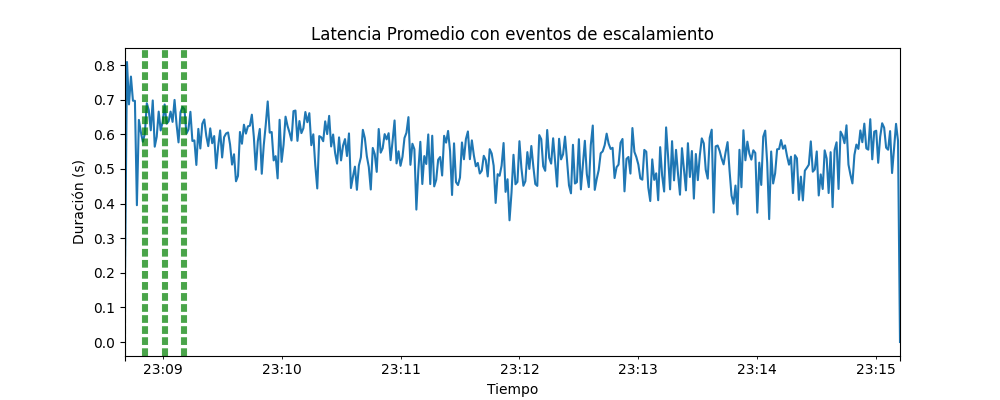 Latencia Promedio con eventos de escalamiento
Duración (s)
0.8
0.7
0.6
0.5
0.4
0.3
0.2
0.1
0.0
23:09 23:10 23:11 23:12 23:13 23:14 23:15
Tiempo